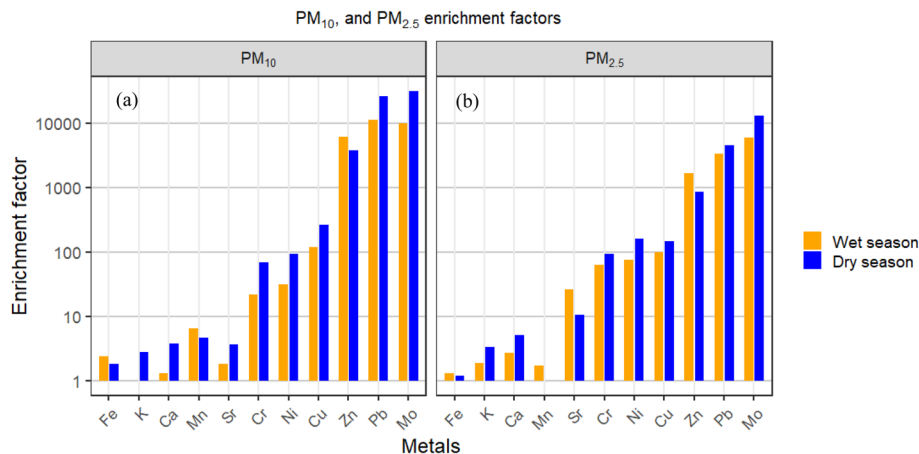 PM₁₀, and PM₂.₅ enrichment factors
PM₁₀
PM₂.₅
(a)
(b)
10000
1000
100
10
1
Enrichment factor
Fe K Ca Mn Sr Cr Ni Cu Zn Pb Mo
Fe K Ca Mn Sr Cr Ni Cu Zn Pb Mo
Metals
Wet season
Dry season